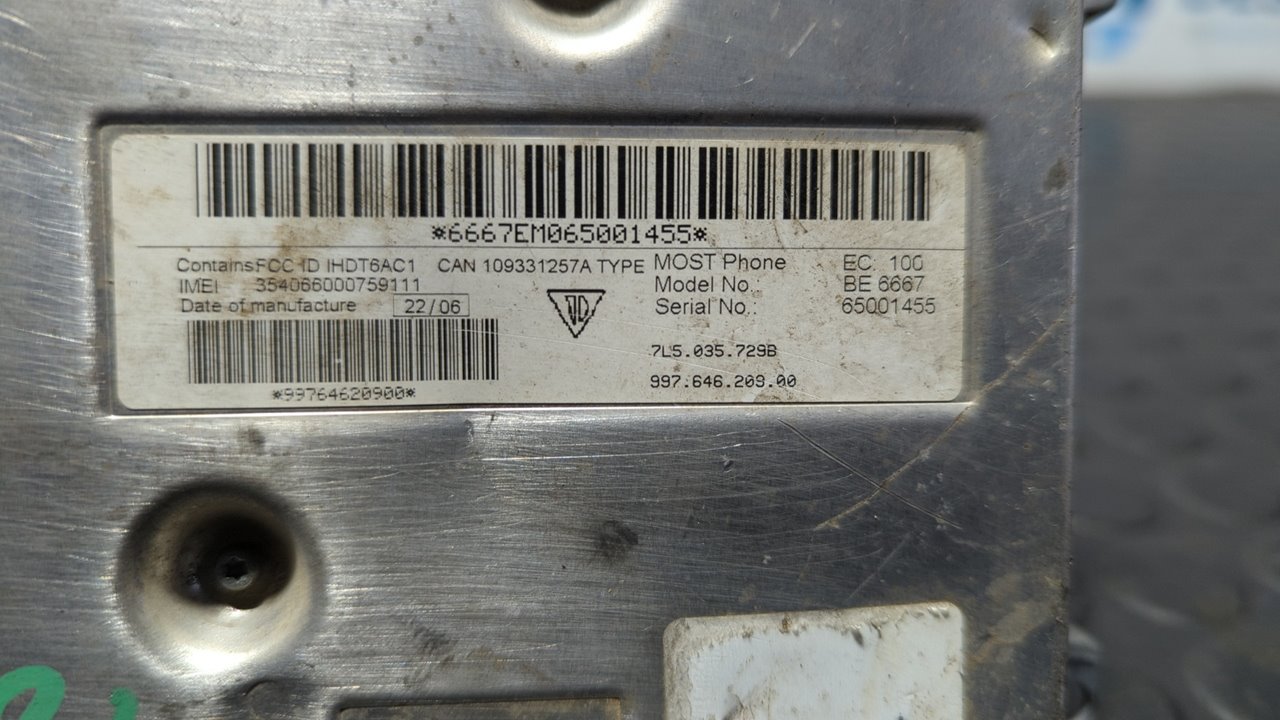 *6667EM065001455*
ContainsFCC ID IHDT6AC1 CAN 109331257A TYPE
IMEI 354066000759111
Date of manufacture 22/06
*99764620900*
MOST Phone EC: 100
Model No.: BE 6667
Serial No.: 65001455
7L5.035.729B
997.646.209.00